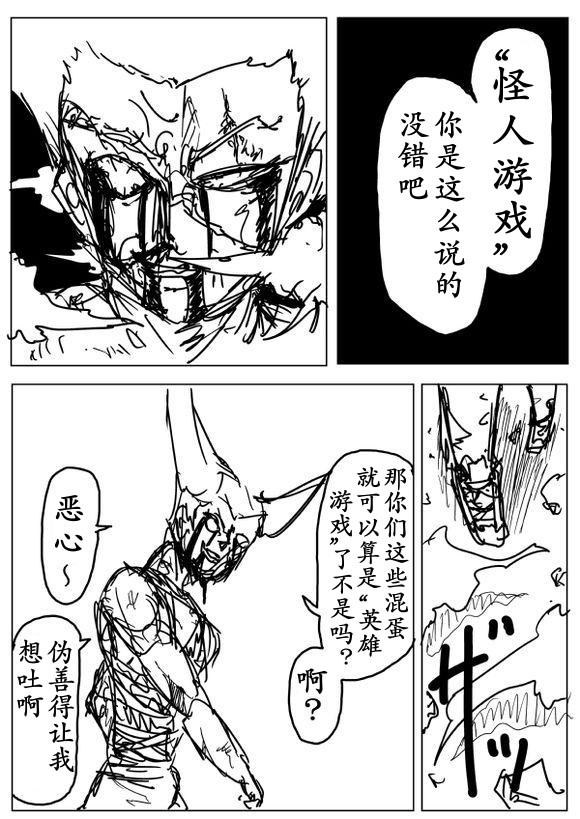 “怪人游戏”
你是这么说的
没错吧
ザッ
那你们这些混蛋
就可以算是“英雄
游戏”了不是吗？
啊？
恶心～
伪善得让我
想吐啊